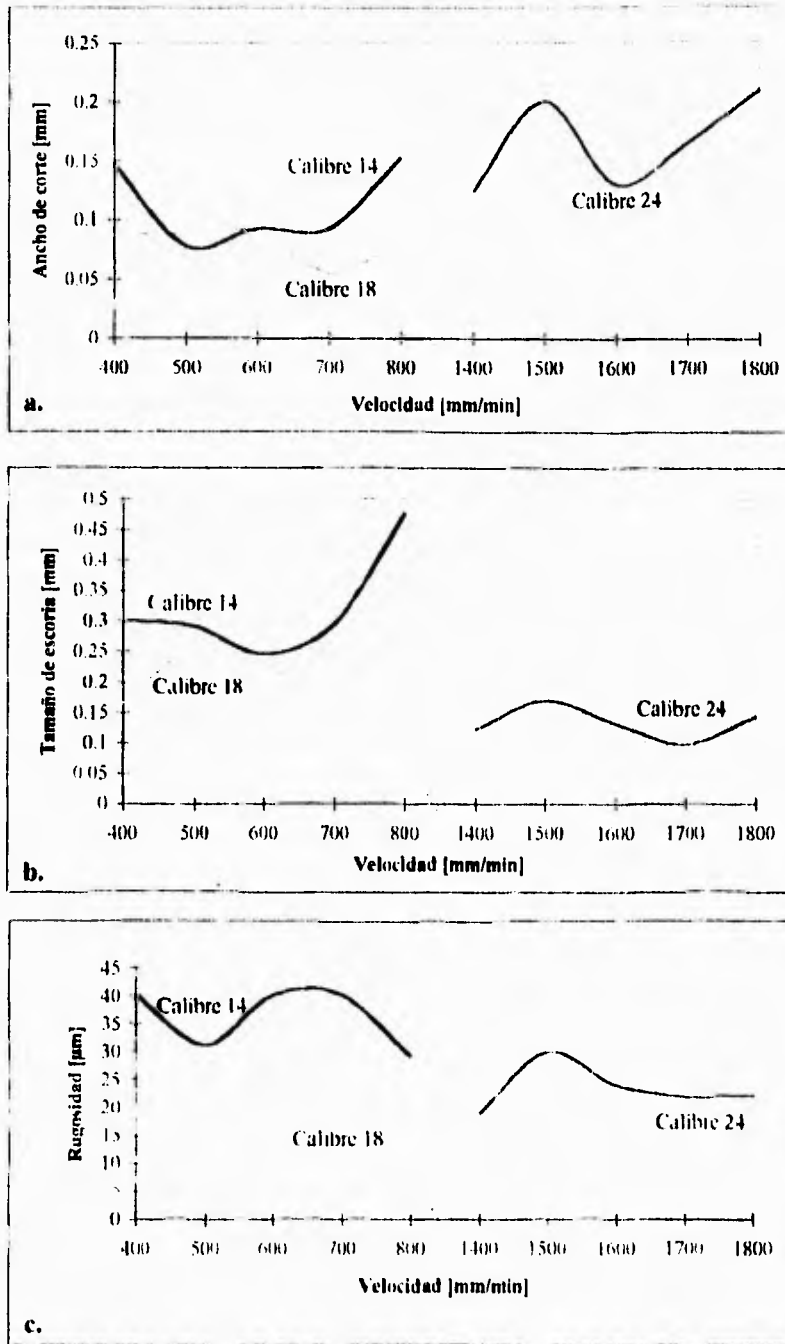 0.25
0.2
0.15
0.1
0.05
0
Ancho de corte [mm]
Calibre 14
Calibre 18
Calibre 24
400 500 600 700 800 1400 1500 1600 1700 1800
Velocidad [mm/min]
a.
0.5
0.45
0.4
0.35
0.3
0.25
0.2
0.15
0.1
0.05
0
Tamaño de escoria [mm]
Calibre 14
Calibre 18
Calibre 24
400 500 600 700 800 1400 1500 1600 1700 1800
Velocidad [mm/min]
b.
45
40
35
30
25
20
15
10
5
0
Rugosidad [µm]
Calibre 14
Calibre 18
Calibre 24
400 500 600 700 800 1400 1500 1600 1700 1800
Velocidad [mm/min]
c.